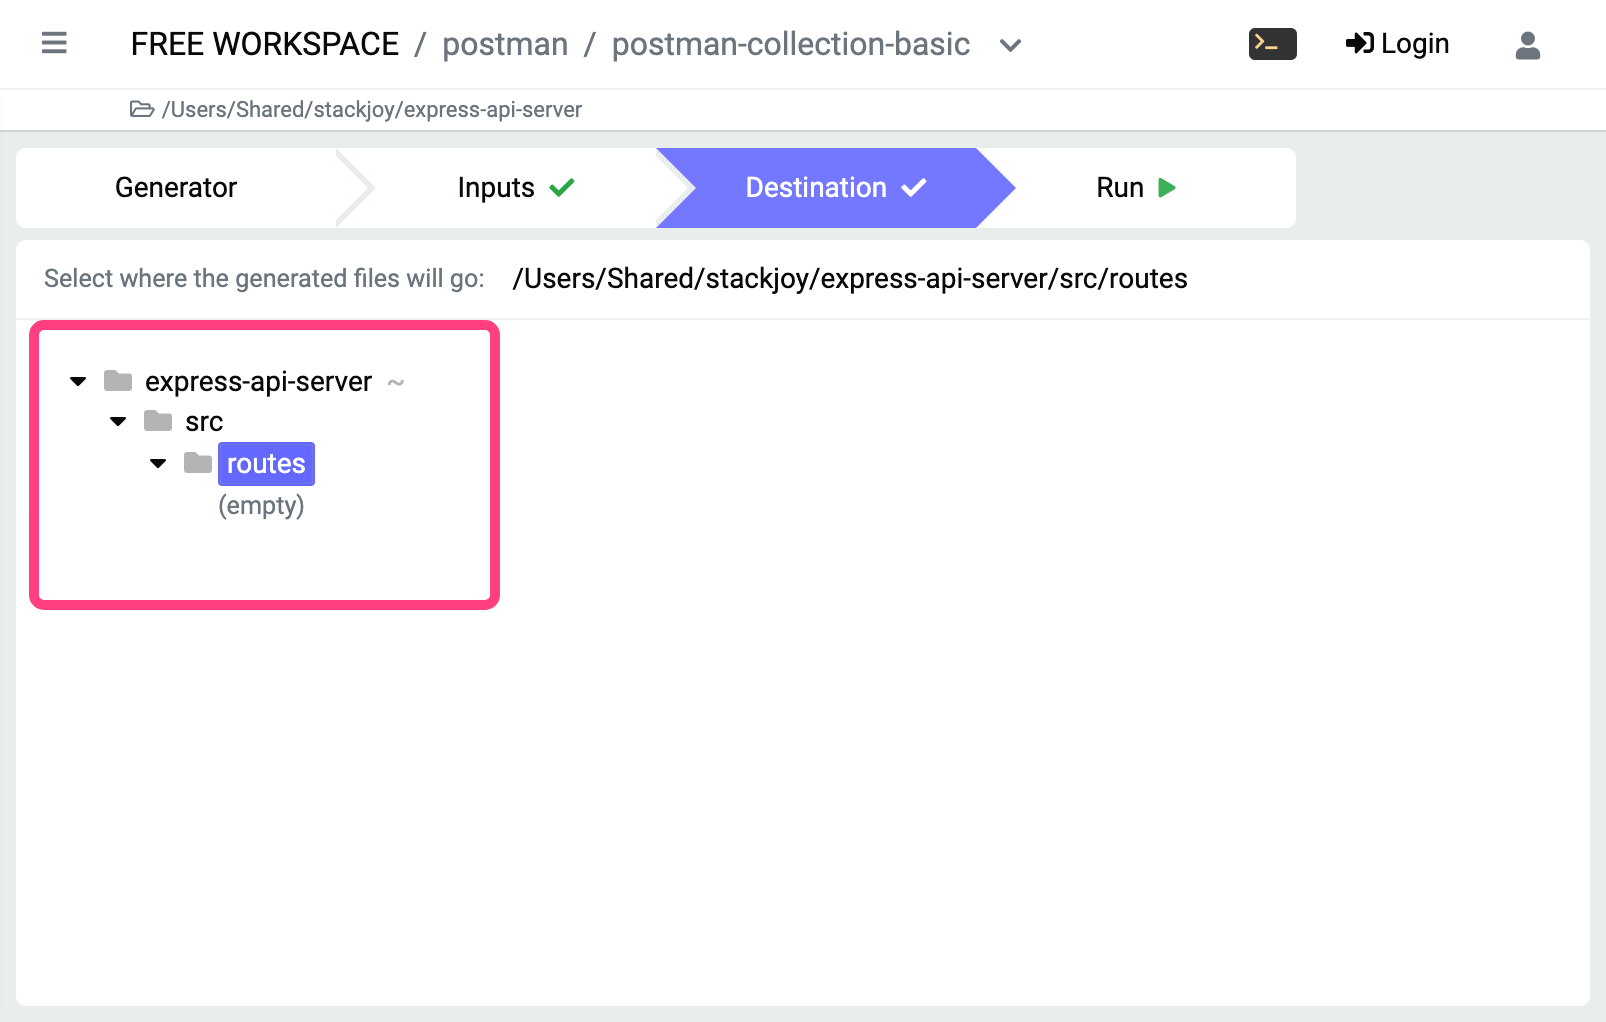 FREE WORKSPACE / postman / postman-collection-basic
>_
Login
/Users/Shared/stackjoy/express-api-server
Generator
Inputs
Destination
Run
Select where the generated files will go: /Users/Shared/stackjoy/express-api-server/src/routes
express-api-server ~
src
routes
(empty)